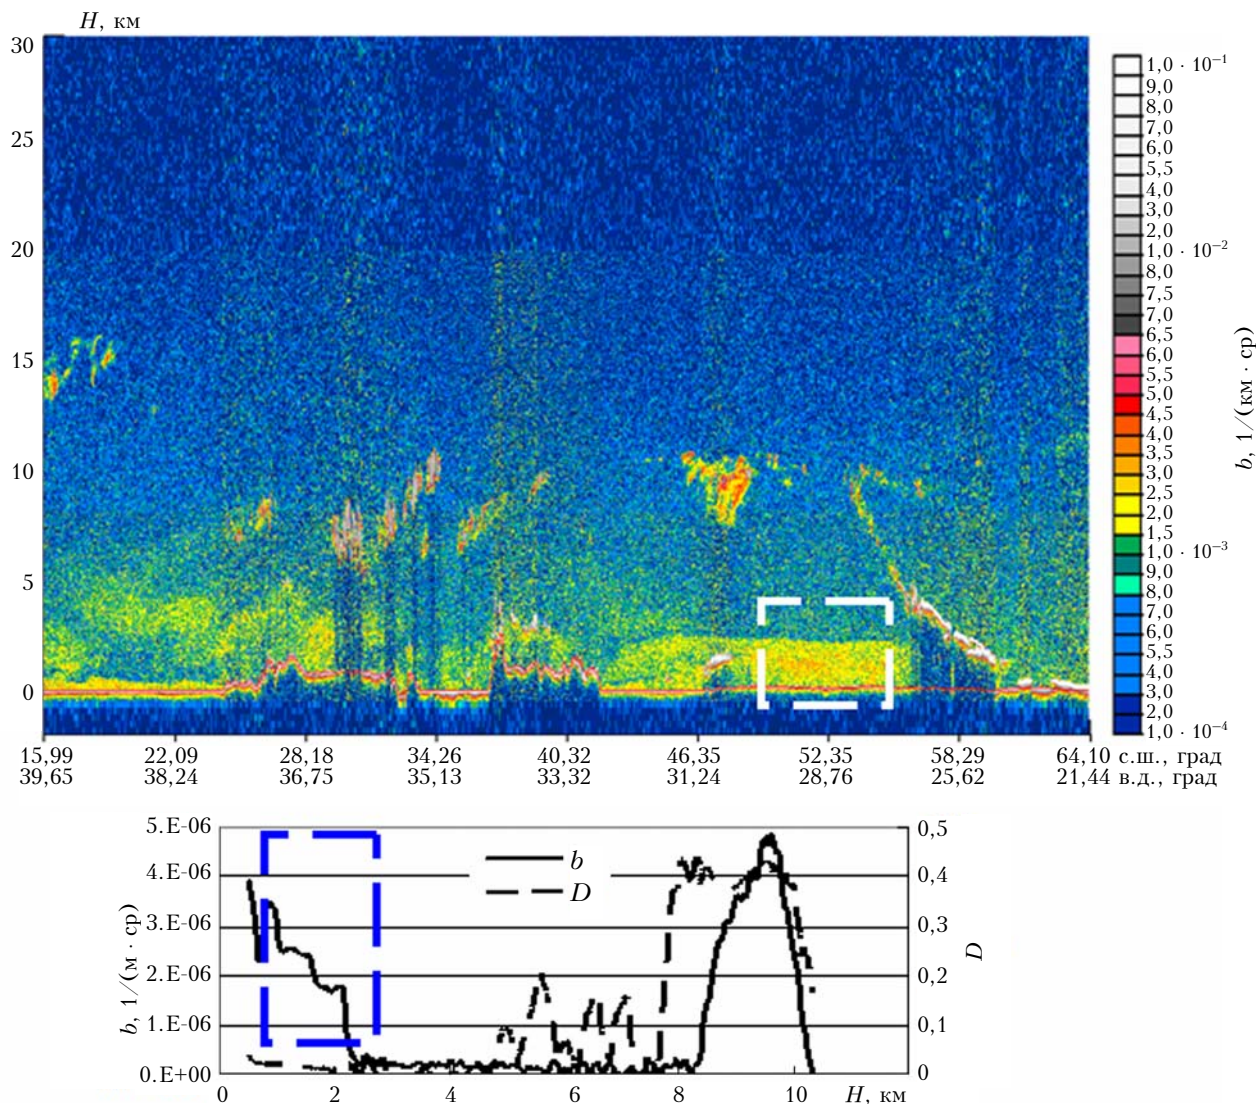 H, км
30
25
20
15
10
5
0
1,0 · 10⁻¹
9,0
8,0
7,0
6,0
5,5
4,0
3,0
2,0
1,0 · 10⁻²
8,0
7,5
7,0
6,5
6,0
5,5
5,0
4,5
4,0
3,5
3,0
2,5
2,0
1,5
1,0 · 10⁻³
9,0
8,0
7,0
6,0
5,5
4,0
3,0
2,0
1,0 · 10⁻⁴
b, 1/(км · ср)
15,99 22,09 28,18 34,26 40,32 46,35 52,35 58,29 64,10 с.ш., град
39,65 38,24 36,75 35,13 33,32 31,24 28,76 25,62 21,44 в.д., град
b, 1/(м · ср)
5.E-06
4.E-06
3.E-06
2.E-06
1.E-06
0.E+00
b
D
0,5
0,4
0,3
0,2
0,1
0
D
0 2 4 6 8 10 H, км